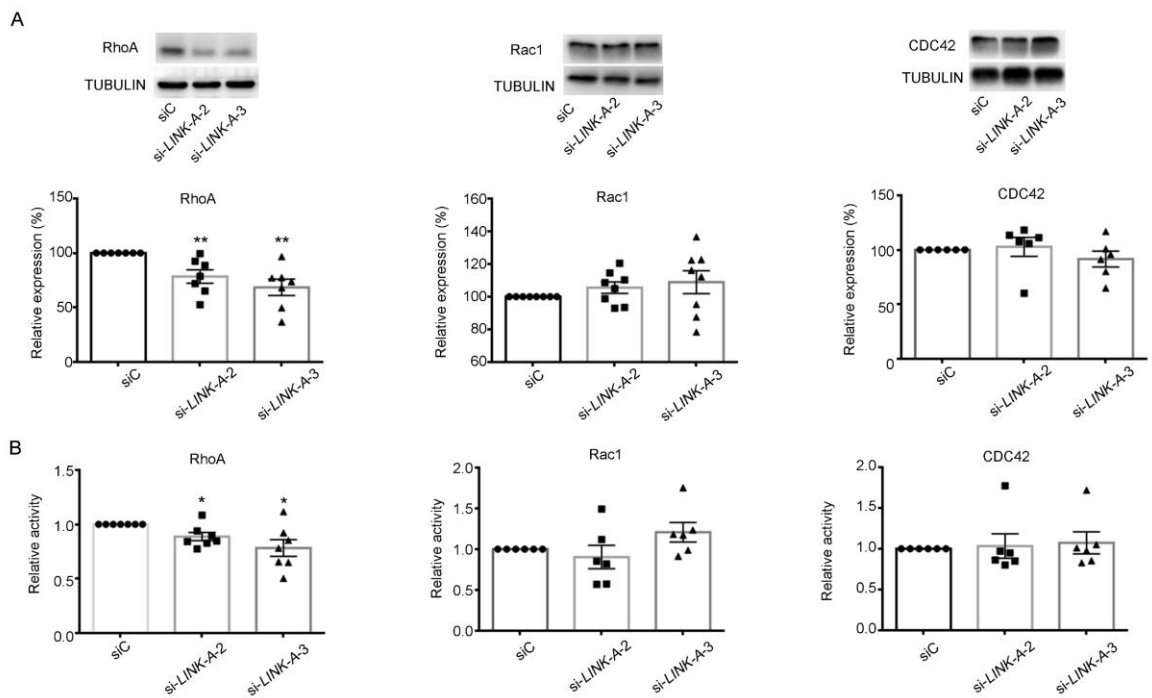 A
RhoA
TUBULIN
siC
si-LINK-A-2
si-LINK-A-3
Rac1
TUBULIN
siC
si-LINK-A-2
si-LINK-A-3
CDC42
TUBULIN
siC
si-LINK-A-2
si-LINK-A-3
RhoA
Relative expression (%)
150
100
50
0
**
**
siC
si-LINK-A-2
si-LINK-A-3
Rac1
Relative expression (%)
160
140
120
100
80
60
siC
si-LINK-A-2
si-LINK-A-3
CDC42
Relative expression (%)
150
100
50
0
siC
si-LINK-A-2
si-LINK-A-3
B
RhoA
Relative activity
1.5
1.0
0.5
0.0
*
*
siC
si-LINK-A-2
si-LINK-A-3
Rac1
Relative activity
2.0
1.5
1.0
0.5
0.0
siC
si-LINK-A-2
si-LINK-A-3
CDC42
Relative activity
2.0
1.5
1.0
0.5
0.0
siC
si-LINK-A-2
si-LINK-A-3